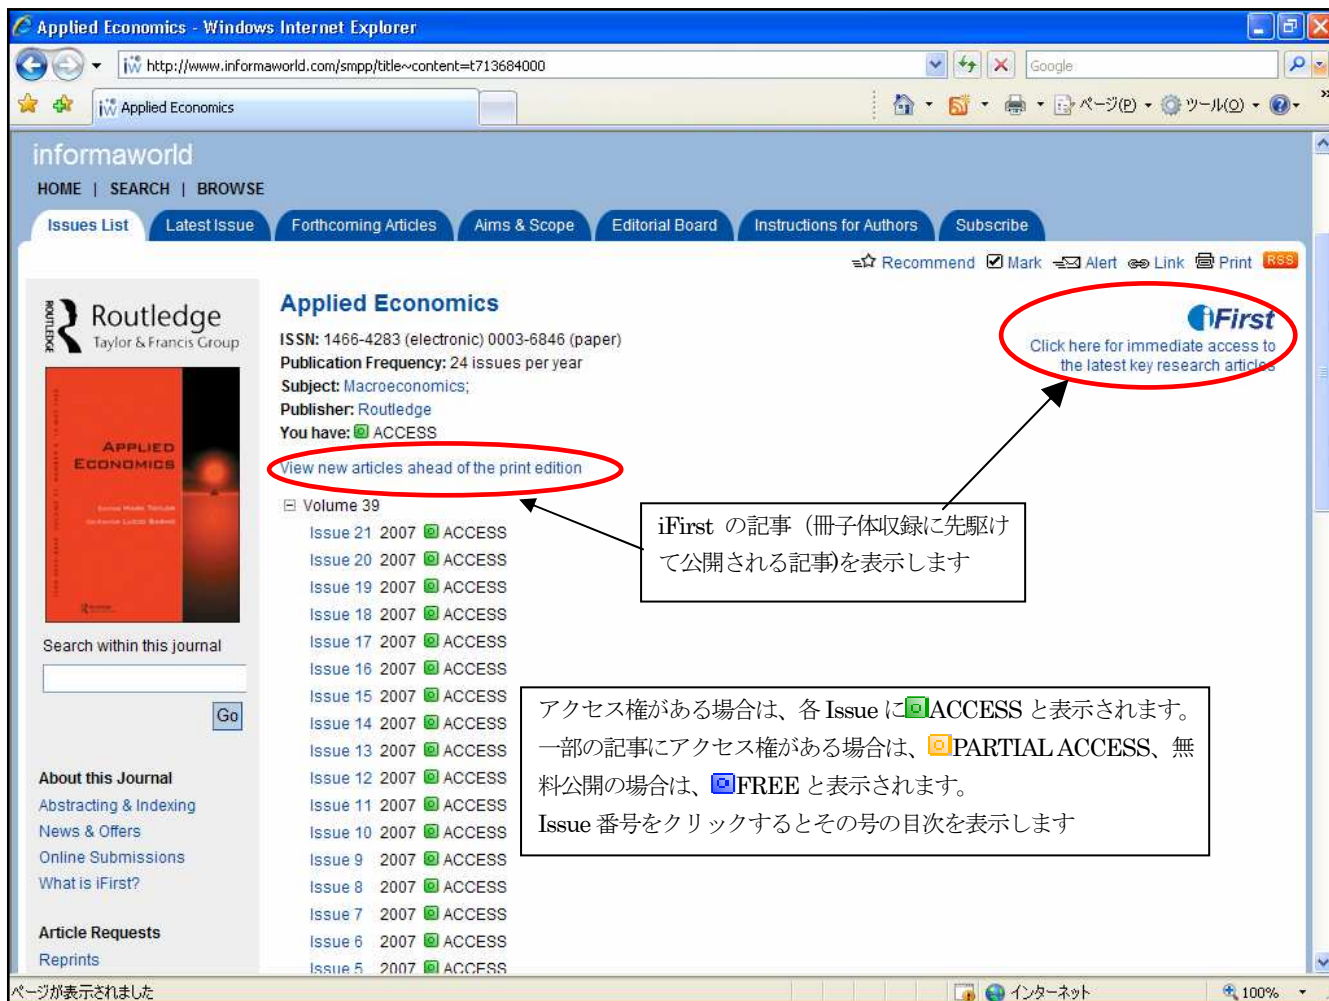 Applied Economics - Windows Internet Explorer
http://www.informaworld.com/smpp/title~content=t713684000
Google
Applied Economics
ページ(P)
ツール(O)
informaworld
HOME | SEARCH | BROWSE
Issues List
Latest Issue
Forthcoming Articles
Aims & Scope
Editorial Board
Instructions for Authors
Subscribe
Recommend
Mark
Alert
Link
Print
RSS
ROUTLEDGE
Routledge
Taylor & Francis Group
APPLIED
ECONOMICS
Search within this journal
Go
About this Journal
Abstracting & Indexing
News & Offers
Online Submissions
What is iFirst?
Article Requests
Reprints
Applied Economics
ISSN: 1466-4283 (electronic) 0003-6846 (paper)
Publication Frequency: 24 issues per year
Subject: Macroeconomics;
Publisher: Routledge
You have: ACCESS
View new articles ahead of the print edition
iFirst
Click here for immediate access to
the latest key research articles
Volume 39
Issue 21 2007 ACCESS
Issue 20 2007 ACCESS
Issue 19 2007 ACCESS
Issue 18 2007 ACCESS
Issue 17 2007 ACCESS
Issue 16 2007 ACCESS
Issue 15 2007 ACCESS
Issue 14 2007 ACCESS
Issue 13 2007 ACCESS
Issue 12 2007 ACCESS
Issue 11 2007 ACCESS
Issue 10 2007 ACCESS
Issue 9 2007 ACCESS
Issue 8 2007 ACCESS
Issue 7 2007 ACCESS
Issue 6 2007 ACCESS
Issue 5 2007 ACCESS
iFirst の記事（冊子体収録に先駆け
て公開される記事)を表示します
アクセス権がある場合は、各 Issue に ACCESS と表示されます。
一部の記事にアクセス権がある場合は、 PARTIAL ACCESS、無
料公開の場合は、 FREE と表示されます。
Issue 番号をクリックするとその号の目次を表示します
ページが表示されました
インターネット
100%